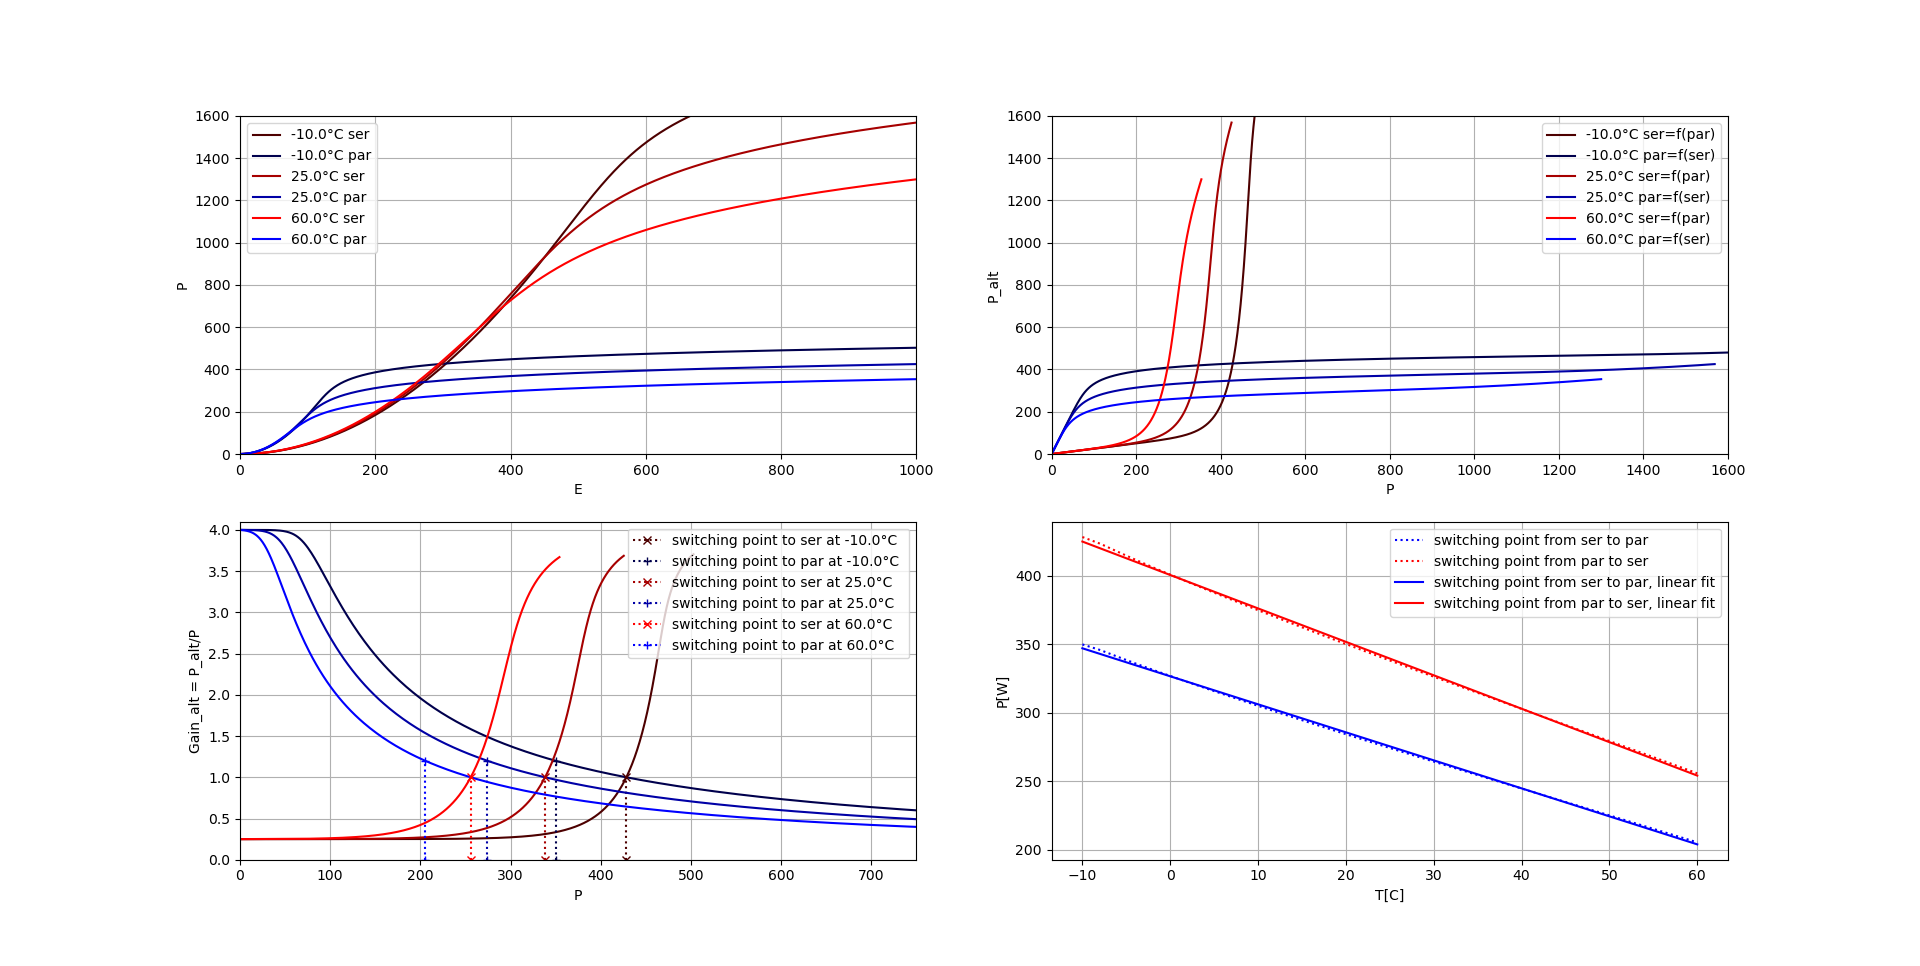 1600
1400
1200
1000
800
600
400
200
0
P
-10.0°C ser
-10.0°C par
25.0°C ser
25.0°C par
60.0°C ser
60.0°C par
0 200 400 600 800 1000
E
1600
1400
1200
1000
800
600
400
200
0
P_alt
-10.0°C ser=f(par)
-10.0°C par=f(ser)
25.0°C ser=f(par)
25.0°C par=f(ser)
60.0°C ser=f(par)
60.0°C par=f(ser)
0 200 400 600 800 1000 1200 1400 1600
P
4.0
3.5
3.0
2.5
2.0
1.5
1.0
0.5
0.0
Gain_alt = P_alt/P
switching point to ser at -10.0°C
switching point to par at -10.0°C
switching point to ser at 25.0°C
switching point to par at 25.0°C
switching point to ser at 60.0°C
switching point to par at 60.0°C
0 100 200 300 400 500 600 700
P
400
350
300
250
200
P[W]
switching point from ser to par
switching point from par to ser
switching point from ser to par, linear fit
switching point from par to ser, linear fit
−10 0 10 20 30 40 50 60
T[C]